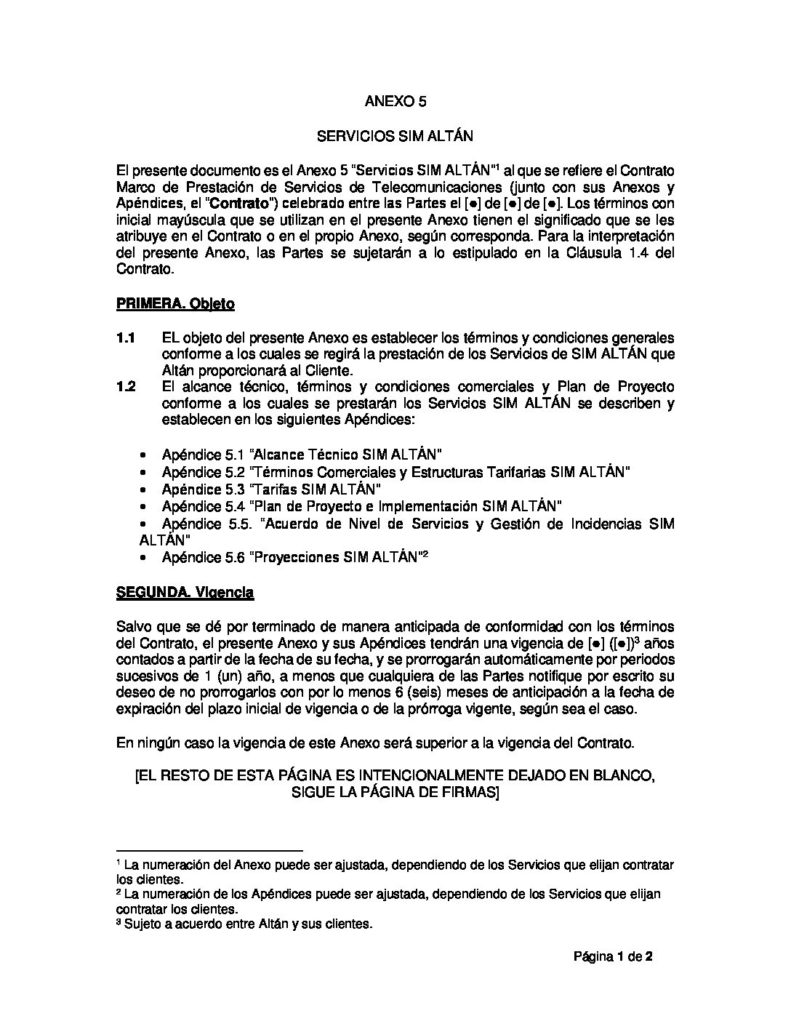 ANEXO 5
SERVICIOS SIM ALTÁN
El presente documento es el Anexo 5 "Servicios SIM ALTÁN"¹ al que se refiere el Contrato
Marco de Prestación de Servicios de Telecomunicaciones (junto con sus Anexos y
Apéndices, el "Contrato") celebrado entre las Partes el [●] de [●] de [●]. Los términos con
inicial mayúscula que se utilizan en el presente Anexo tienen el significado que se les
atribuye en el Contrato o en el propio Anexo, según corresponda. Para la interpretación
del presente Anexo, las Partes se sujetarán a lo estipulado en la Cláusula 1.4 del
Contrato.
PRIMERA. Objeto
1.1 EL objeto del presente Anexo es establecer los términos y condiciones generales
conforme a los cuales se regirá la prestación de los Servicios de SIM ALTÁN que
Altán proporcionará al Cliente.
1.2 El alcance técnico, términos y condiciones comerciales y Plan de Proyecto
conforme a los cuales se prestarán los Servicios SIM ALTÁN se describen y
establecen en los siguientes Apéndices:
• Apéndice 5.1 "Alcance Técnico SIM ALTÁN"
• Apéndice 5.2 "Términos Comerciales y Estructuras Tarifarias SIM ALTÁN"
• Apéndice 5.3 "Tarifas SIM ALTÁN"
• Apéndice 5.4 "Plan de Proyecto e Implementación SIM ALTÁN"
• Apéndice 5.5. "Acuerdo de Nivel de Servicios y Gestión de Incidencias SIM
ALTÁN"
• Apéndice 5.6 "Proyecciones SIM ALTÁN"²
SEGUNDA. Vigencia
Salvo que se dé por terminado de manera anticipada de conformidad con los términos
del Contrato, el presente Anexo y sus Apéndices tendrán una vigencia de [●] ([●])³ años
contados a partir de la fecha de su fecha, y se prorrogarán automáticamente por periodos
sucesivos de 1 (un) año, a menos que cualquiera de las Partes notifique por escrito su
deseo de no prorrogarlos con por lo menos 6 (seis) meses de anticipación a la fecha de
expiración del plazo inicial de vigencia o de la prórroga vigente, según sea el caso.
En ningún caso la vigencia de este Anexo será superior a la vigencia del Contrato.
[EL RESTO DE ESTA PÁGINA ES INTENCIONALMENTE DEJADO EN BLANCO,
SIGUE LA PÁGINA DE FIRMAS]
¹ La numeración del Anexo puede ser ajustada, dependiendo de los Servicios que elijan contratar
los clientes.
² La numeración de los Apéndices puede ser ajustada, dependiendo de los Servicios que elijan
contratar los clientes.
³ Sujeto a acuerdo entre Altán y sus clientes.
Página 1 de 2